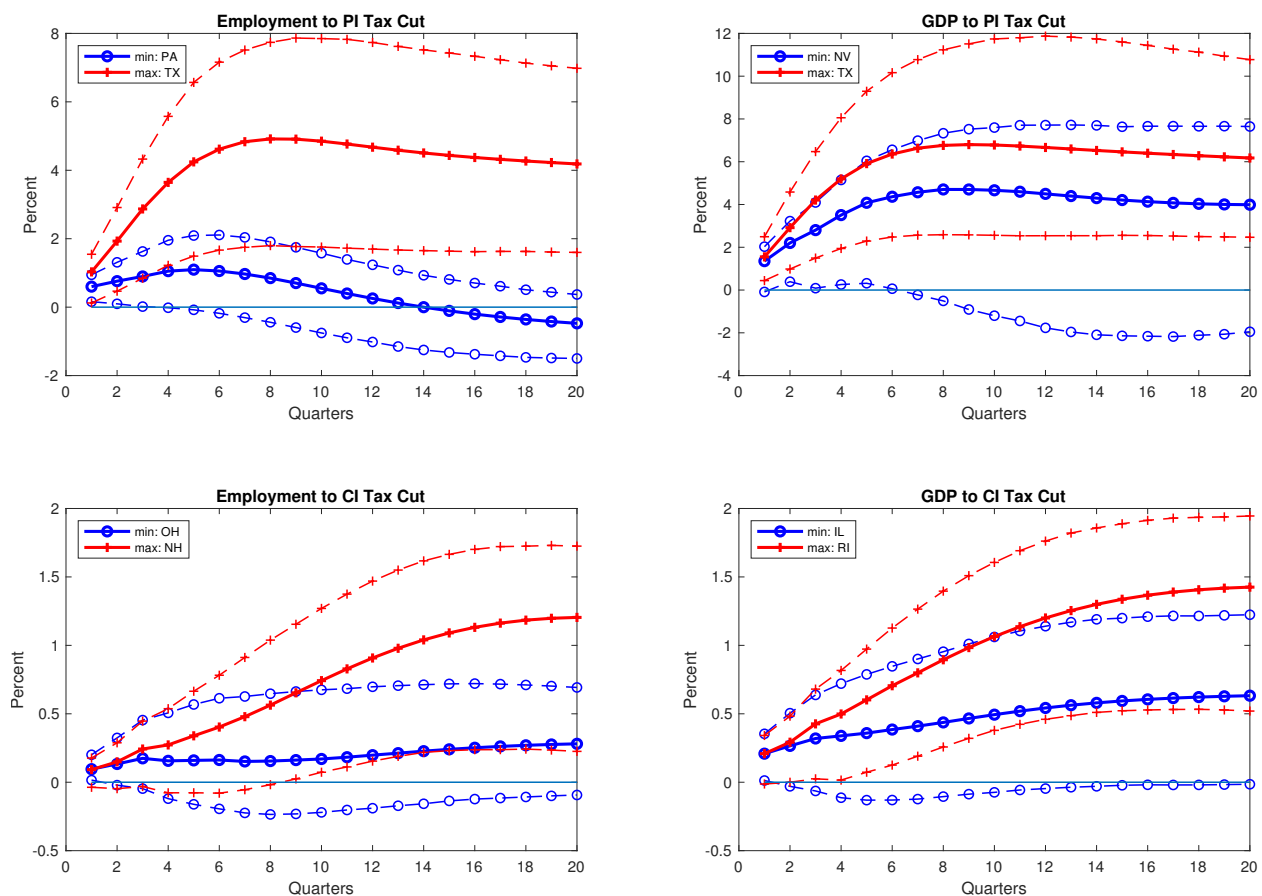 Employment to PI Tax Cut
8
6
4
2
0
-2
Percent
min: PA
max: TX
0 2 4 6 8 10 12 14 16 18 20
Quarters
GDP to PI Tax Cut
12
10
8
6
4
2
0
-2
-4
Percent
min: NV
max: TX
0 2 4 6 8 10 12 14 16 18 20
Quarters
Employment to CI Tax Cut
2
1.5
1
0.5
0
-0.5
Percent
min: OH
max: NH
0 2 4 6 8 10 12 14 16 18 20
Quarters
GDP to CI Tax Cut
2
1.5
1
0.5
0
-0.5
Percent
min: IL
max: RI
0 2 4 6 8 10 12 14 16 18 20
Quarters